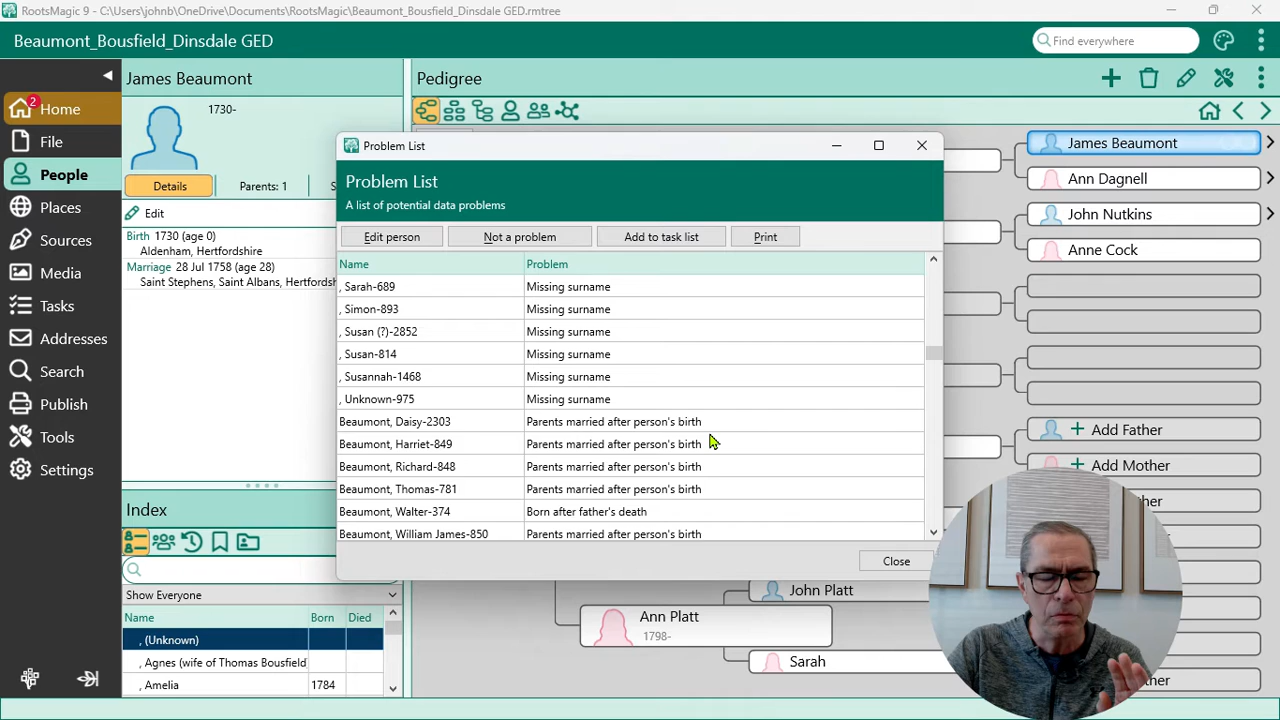 RootsMagic 9 - C:\Users\johnb\OneDrive\Documents\RootsMagic\Beaumont_Bousfield_Dinsdale GED.rmtree
Beaumont_Bousfield_Dinsdale GED
Find everywhere
2
Home
File
People
Places
Sources
Media
Tasks
Addresses
Search
Publish
Tools
Settings
James Beaumont
1730-
Details
Parents: 1
S
Edit
Birth 1730 (age 0)
Aldenham, Hertfordshire
Marriage 28 Jul 1758 (age 28)
Saint Stephens, Saint Albans, Hertfordsh
Index
Show Everyone
Name Born Died
, (Unknown)
, Agnes (wife of Thomas Bousfield
, Amelia 1784
Pedigree
James Beaumont
Ann Dagnell
John Nutkins
Anne Cock
Add Father
Add Mother
John Platt
Ann Platt
1798-
Sarah
Problem List
Problem List
A list of potential data problems
Edit person
Not a problem
Add to task list
Print
Name Problem
, Sarah-689 Missing surname
, Simon-893 Missing surname
, Susan (?)-2852 Missing surname
, Susan-814 Missing surname
, Susannah-1468 Missing surname
, Unknown-975 Missing surname
Beaumont, Daisy-2303 Parents married after person's birth
Beaumont, Harriet-849 Parents married after person's birth
Beaumont, Richard-848 Parents married after person's birth
Beaumont, Thomas-781 Parents married after person's birth
Beaumont, Walter-374 Born after father's death
Beaumont, William James-850 Parents married after person's birth
Close